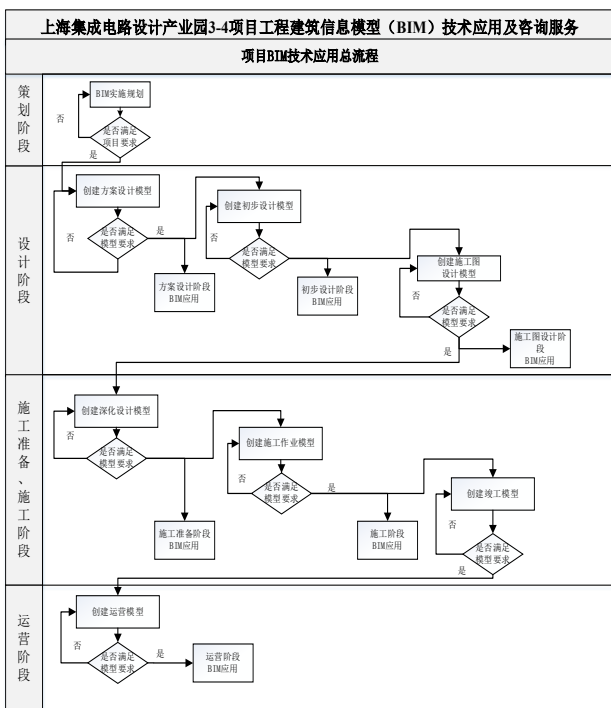 上海集成电路设计产业园3-4项目工程建筑信息模型（BIM）技术应用及咨询服务
项目BIM技术应用总流程
策划阶段
BIM实施规划
是否满足
项目要求
否
是
设计阶段
创建方案设计模型
是否满足
模型要求
否
是
方案设计阶段
BIM应用
创建初步设计模型
是否满足
模型要求
否
初步设计阶段
BIM应用
创建施工图
设计模型
是否满足
模型要求
否
是
施工图设计阶
段
BIM应用
施工准备、施工阶段
创建深化设计模型
是否满足
模型要求
否
施工准备阶段
BIM应用
创建施工作业模型
是否满足
模型要求
否
是
施工阶段
BIM应用
创建竣工模型
是否满足
模型要求
否
是
运营阶段
创建运营模型
是否满足
模型要求
否
是
运营阶段
BIM应用